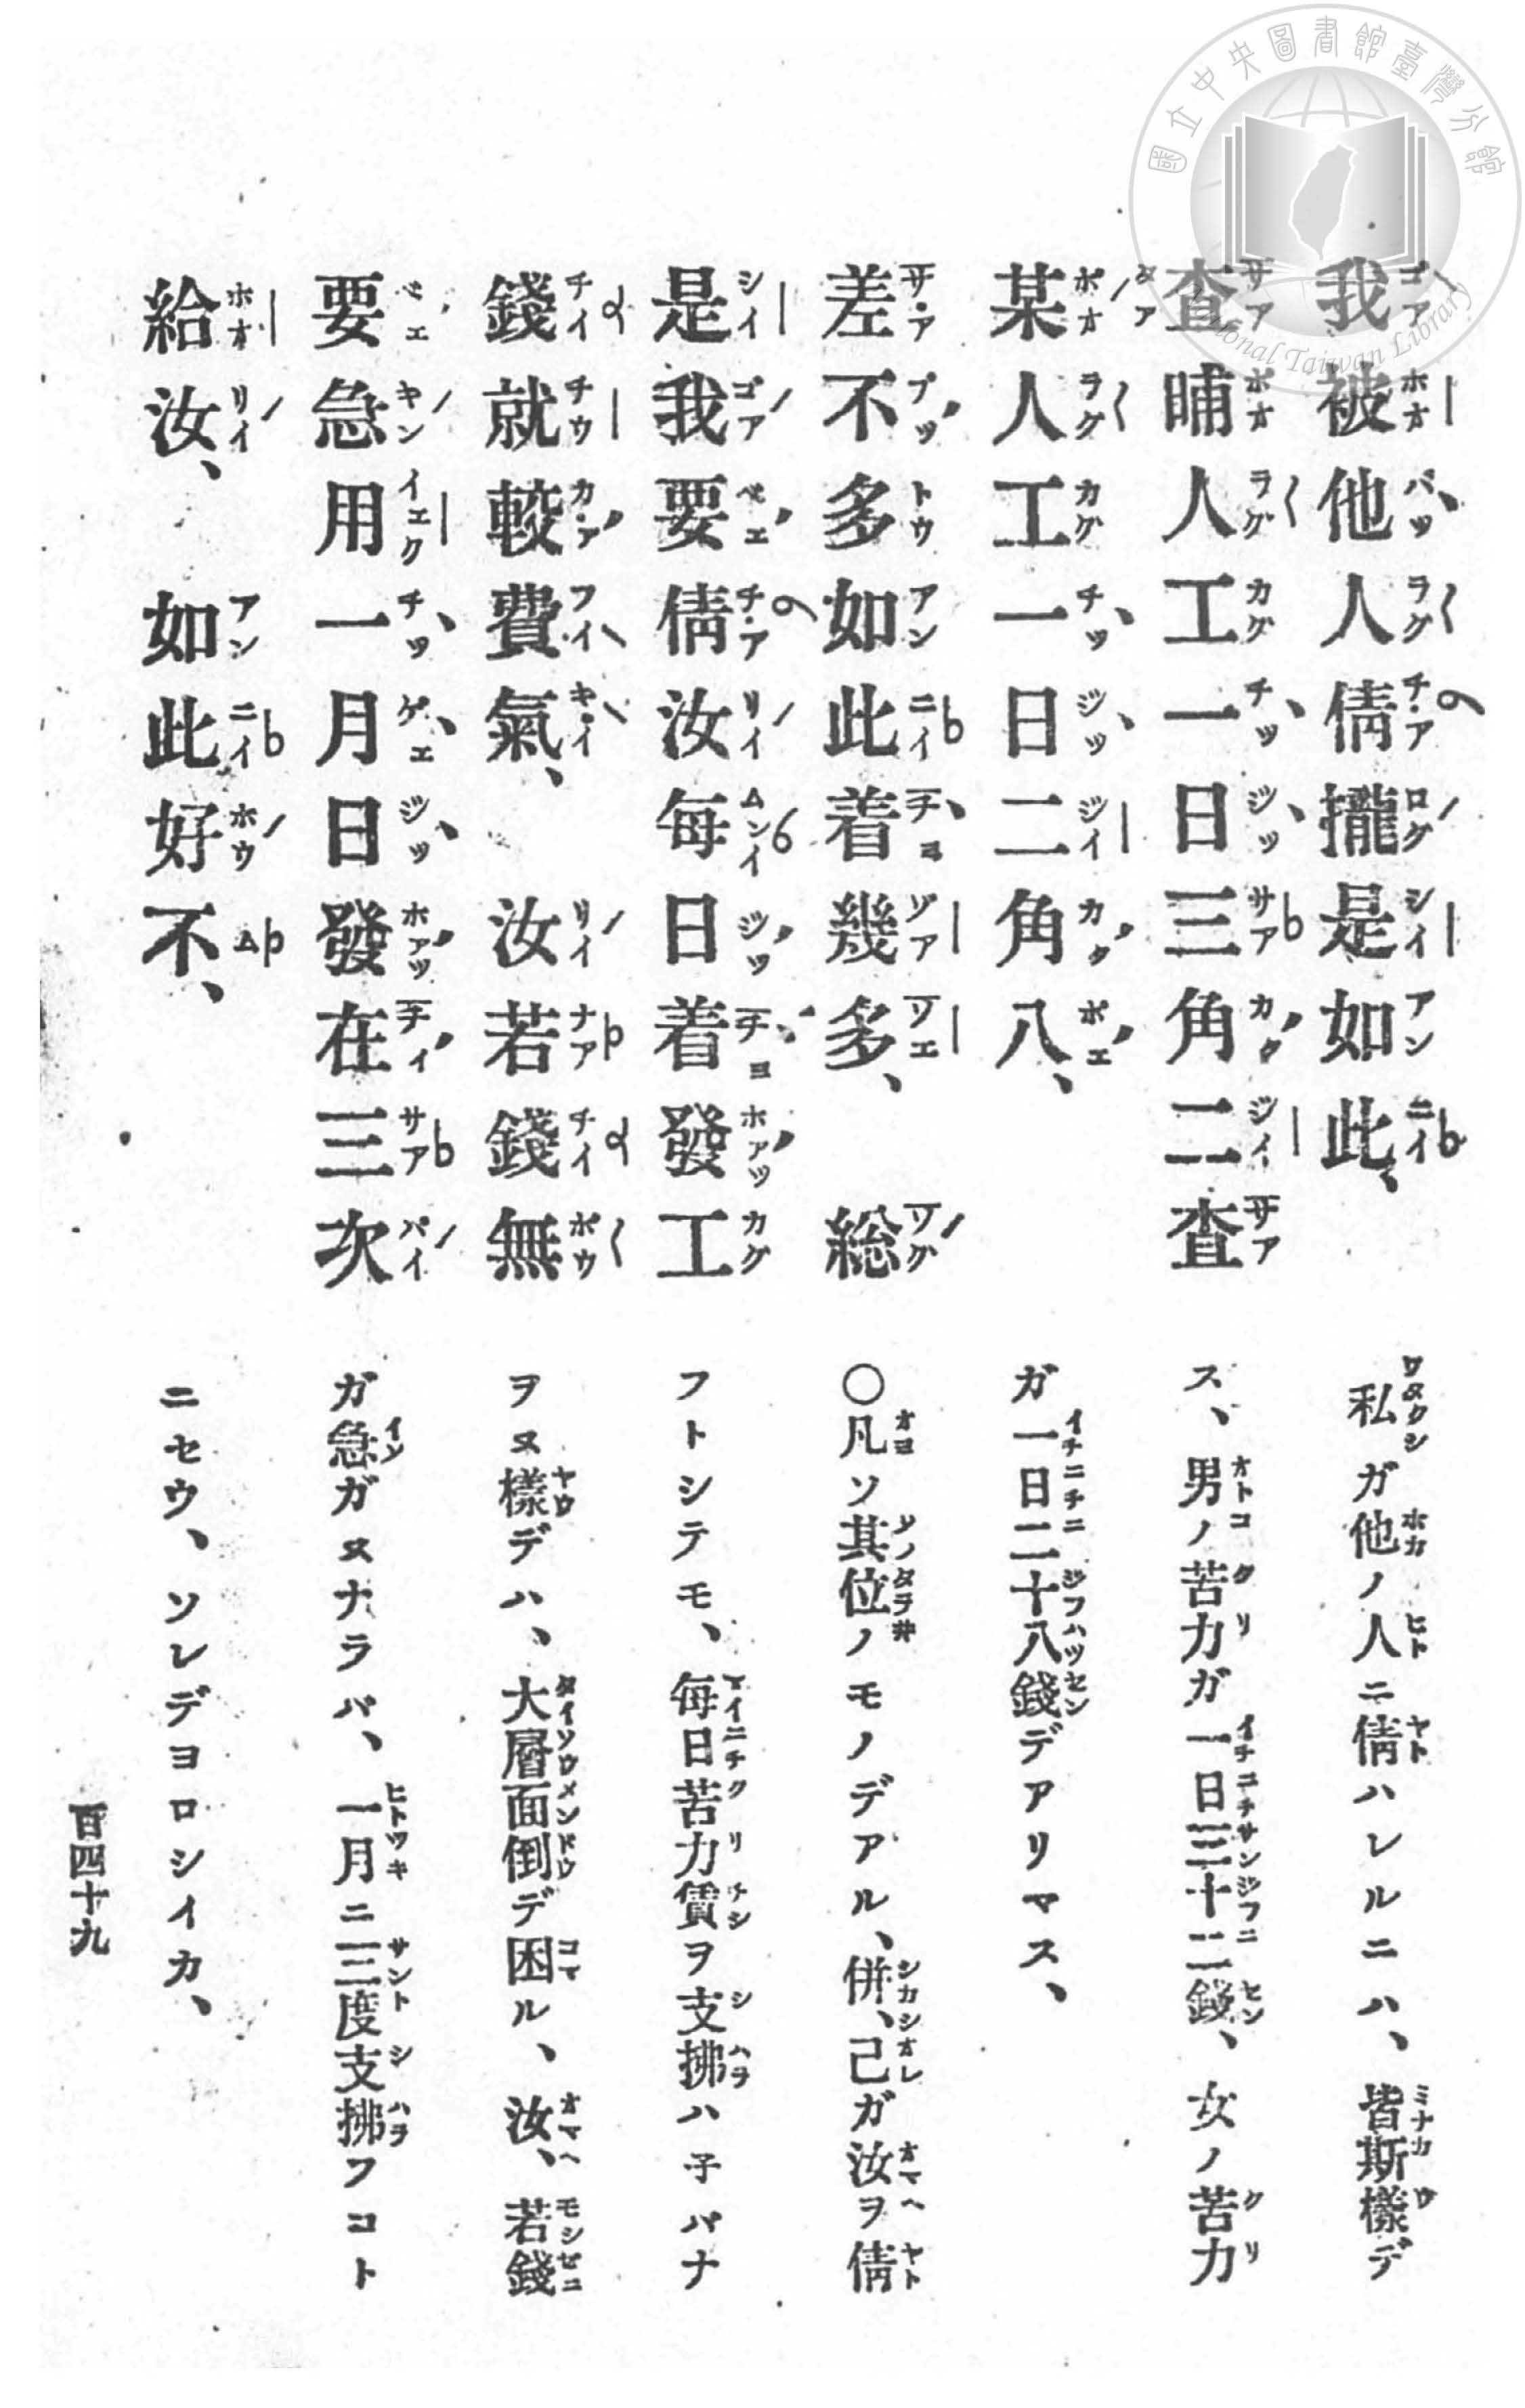 我被他人倩攏是如此、
查晡人工一日三角二查
某人工一日二角八、
差不多如此着幾多、 総
是我要倩汝每日着發工
錢就較費氣、 汝若錢無
要急用一月日發在三次
給汝、 如此好不、
私ガ他ノ人ニ倩ハレルニハ、皆斯樣デ
ス、男ノ苦力ガ一日三十二錢、女ノ苦力
ガ一日二十八錢デアリマス、
〇凡ソ其位ノモノデアル、併、己ガ汝ヲ倩
フトシテモ、每日苦力賃ヲ支拂ハ子バナ
ヲヌ樣デハ、大層面倒デ困ル、汝、若錢
ガ急ガヌナラバ、一月ニ三度支拂フコト
ニセウ、ソレデヨロシイカ、
百四十九
國立中央圖書館臺灣分館
National Taiwan Library